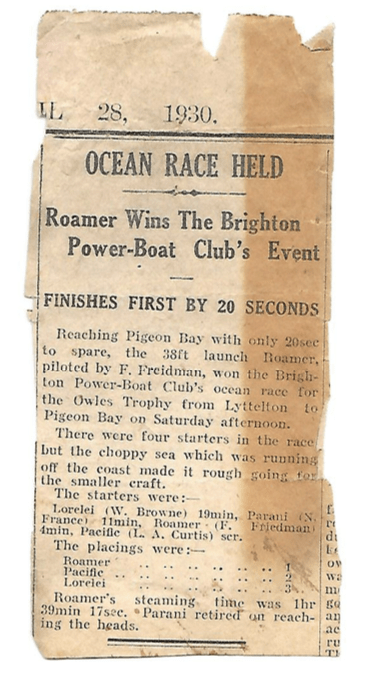 IL 28, 1930.
OCEAN RACE HELD
Roamer Wins The Brighton
Power-Boat Club's Event
FINISHES FIRST BY 20 SECONDS
Reaching Pigeon Bay with only 20sec
to spare, the 38ft launch Roamer,
piloted by F. Freidman, won the Brigh-
ton Power-Boat Club's ocean race for
the Owles Trophy from Lyttelton to
Pigeon Bay on Saturday afternoon.
There were four starters in the race
but the choppy sea which was running
off the coast made it rough going for
the smaller craft.
The starters were:—
Lorelei (W. Browne) 19min, Parani (N.
France) 11min, Roamer (F. Friedman)
4min, Pacific (L. A. Curtis) scr.
The placings were:—
Roamer .. .. .. .. .. 1
Pacific .. .. .. .. .. 2
Lorelei .. .. .. .. .. 3
Roamer's steaming time was 1hr
39min 17sec. Parani retired on reach-
ing the heads.